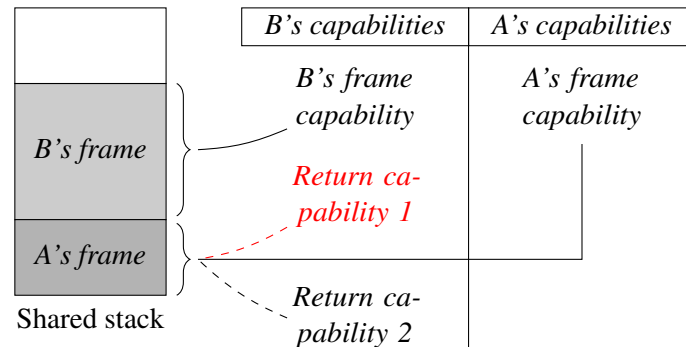 B's capabilities
A's capabilities
B's frame
capability
A's frame
capability
B's frame
Return ca-
pability 1
A's frame
Return ca-
pability 2
Shared stack